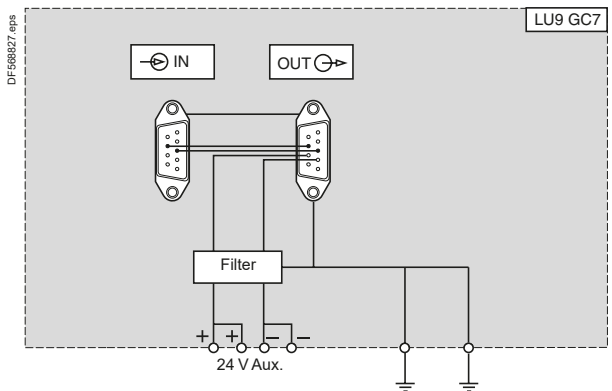 DF568827.eps
LU9 GC7
IN
OUT
Filter
+ + – –
24 V Aux.